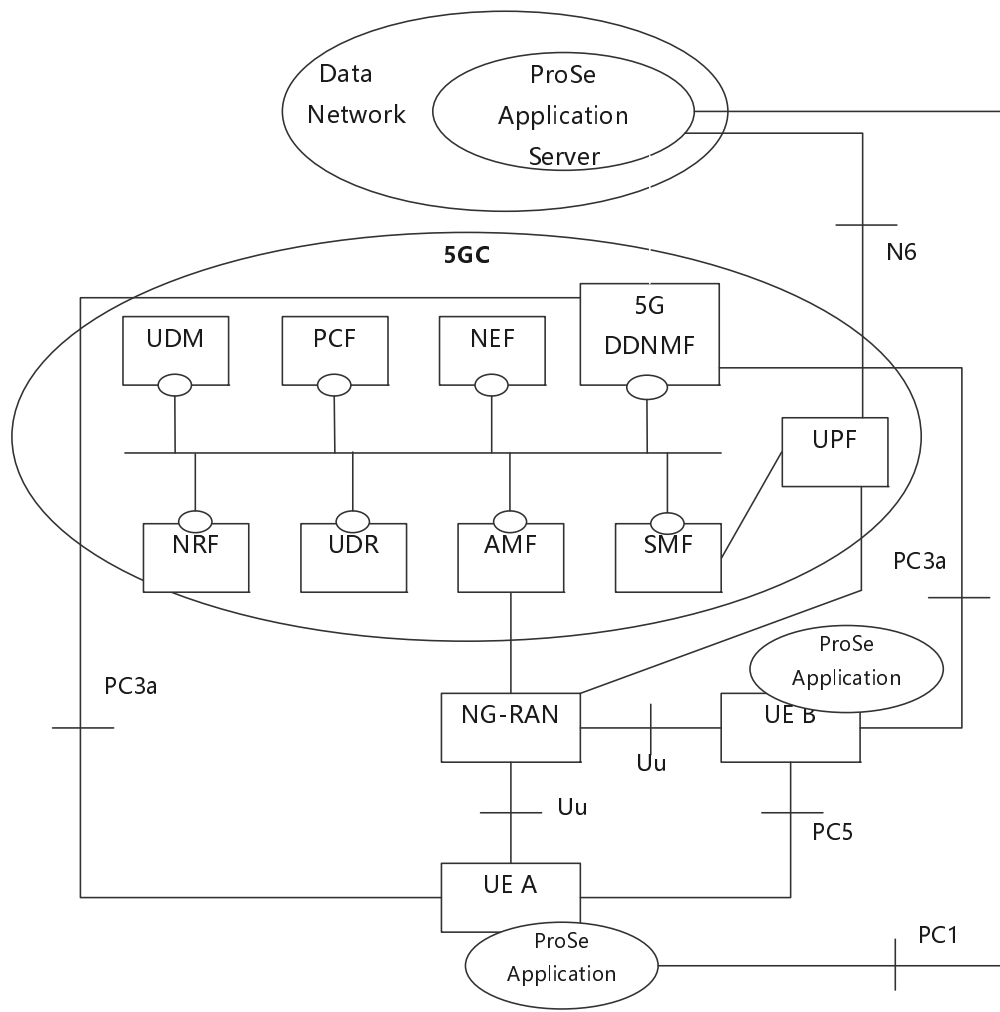 Data
Network
ProSe
Application
Server
N6
5GC
5G
DDNMF
UDM
PCF
NEF
UPF
NRF
UDR
AMF
SMF
PC3a
ProSe
Application
PC3a
NG-RAN
UE B
Uu
Uu
PC5
UE A
ProSe
Application
PC1